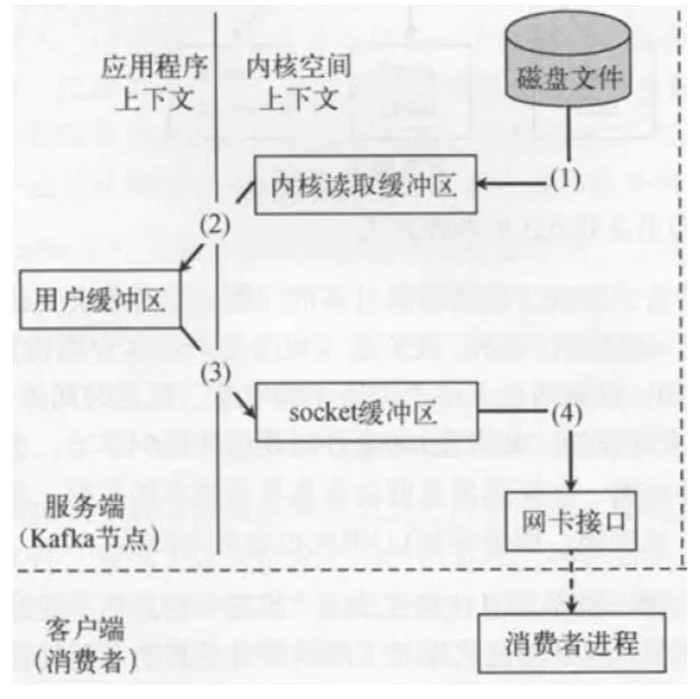 应用程序
上下文
内核空间
上下文
磁盘文件
内核读取缓冲区
(1)
(2)
用户缓冲区
(3)
socket缓冲区
(4)
服务端
(Kafka节点)
网卡接口
客户端
(消费者)
消费者进程